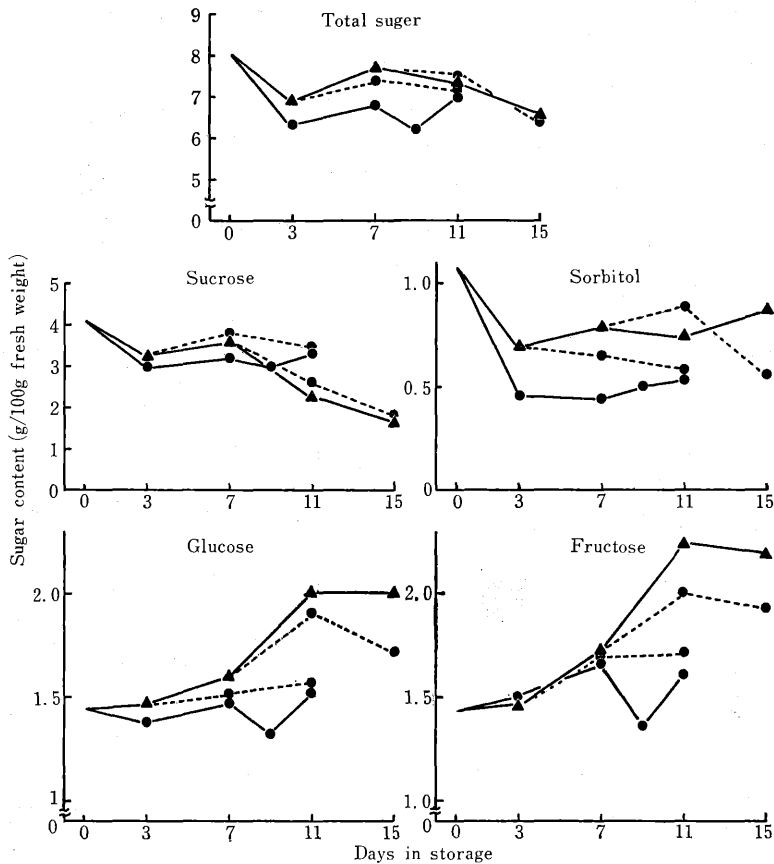 Total suger
9
8
7
6
5
0
0 3 7 11 15
Sugar content (g/100g fresh weight)
Sucrose
5
4
3
2
1
0
0 3 7 11 15
Sorbitol
1.0
0.5
0
0 3 7 11 15
Glucose
2.0
1.5
1
0
0 3 7 11 15
Fructose
2.0
1.5
1.0
0
0 3 7 11 15
Days in storage